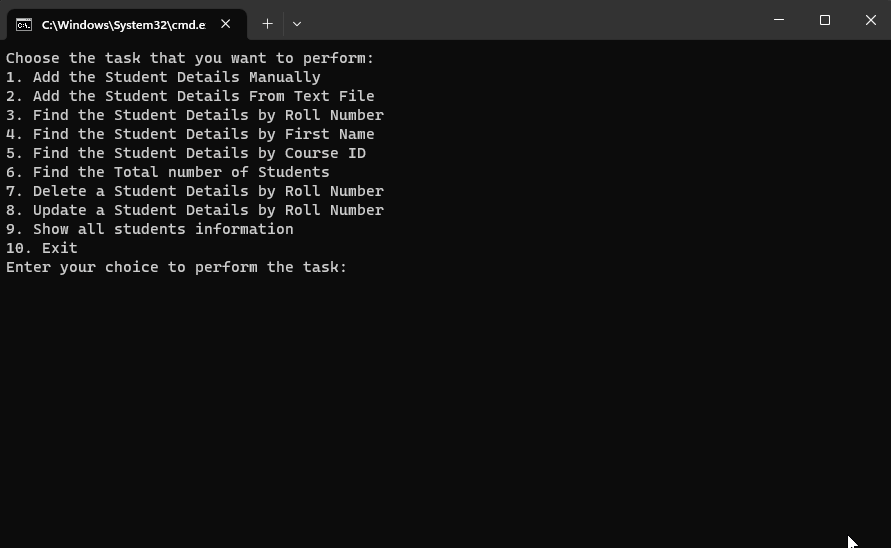 C:\Windows\System32\cmd.e
Choose the task that you want to perform:
1. Add the Student Details Manually
2. Add the Student Details From Text File
3. Find the Student Details by Roll Number
4. Find the Student Details by First Name
5. Find the Student Details by Course ID
6. Find the Total number of Students
7. Delete a Student Details by Roll Number
8. Update a Student Details by Roll Number
9. Show all students information
10. Exit
Enter your choice to perform the task: